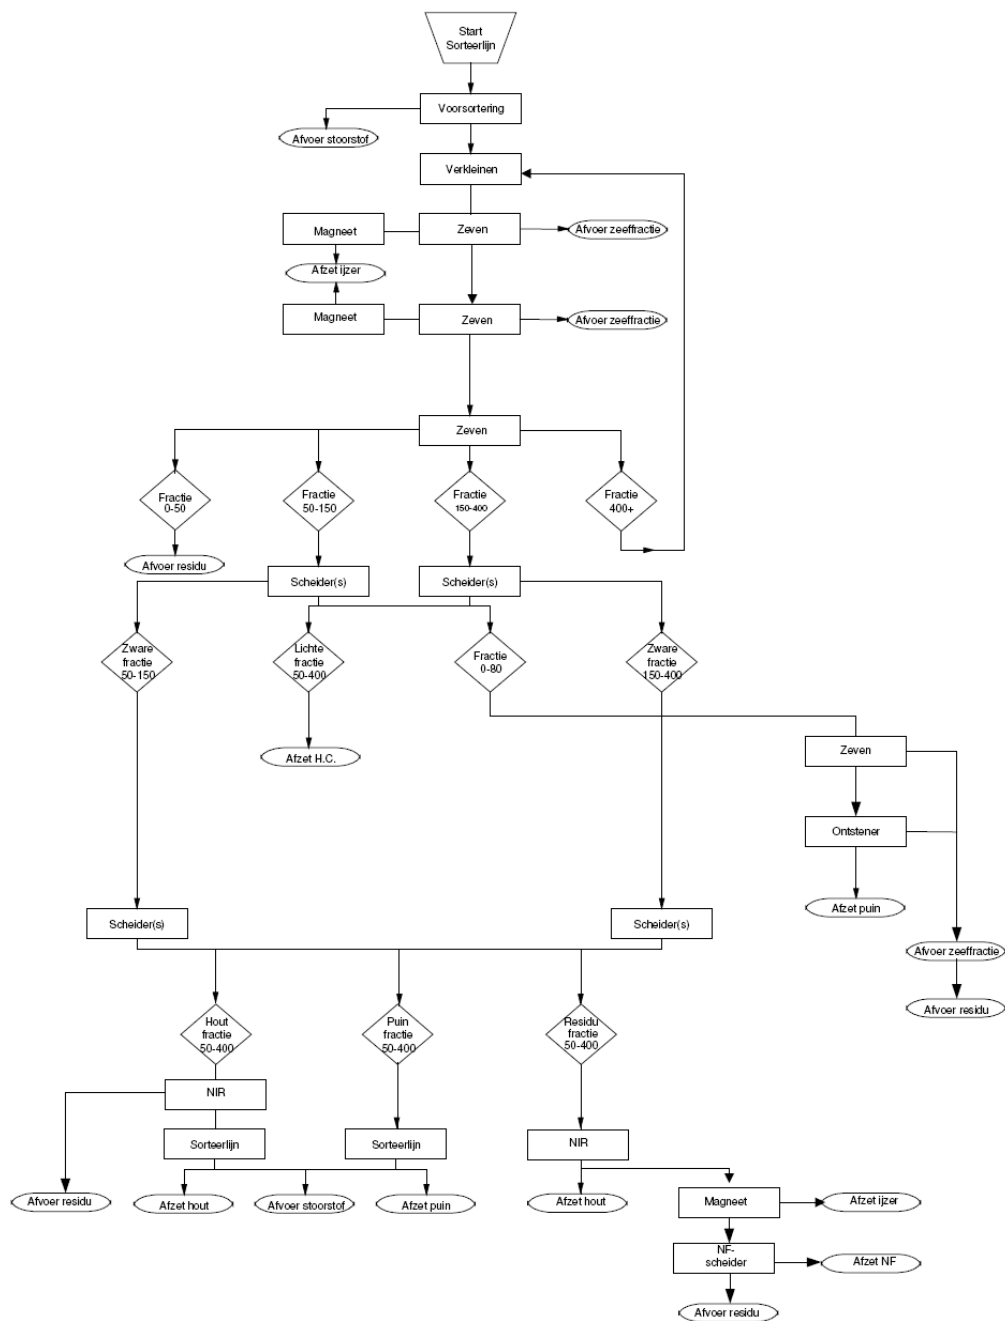 Start
Sorteerlijn
Voorsortering
Afvoer stoorstof
Verkleinen
Magneet
Zeven
Afvoer zeeffractie
Afzet ijzer
Magneet
Zeven
Afvoer zeeffractie
Zeven
Fractie
0-50
Fractie
50-150
Fractie
150-400
Fractie
400+
Afvoer residu
Scheider(s)
Scheider(s)
Zware
fractie
50-150
Lichte
fractie
50-400
Fractie
0-80
Zware
fractie
150-400
Afzet H.C.
Zeven
Ontstener
Afzet puin
Scheider(s)
Scheider(s)
Afvoer zeeffractie
Afvoer residu
Hout
fractie
50-400
Puin
fractie
50-400
Residu
fractie
50-400
NIR
Sorteerlijn
Sorteerlijn
NIR
Afvoer residu
Afzet hout
Afvoer stoorstof
Afzet puin
Afzet hout
Magneet
Afzet ijzer
NF-
scheider
Afzet NF
Afvoer residu